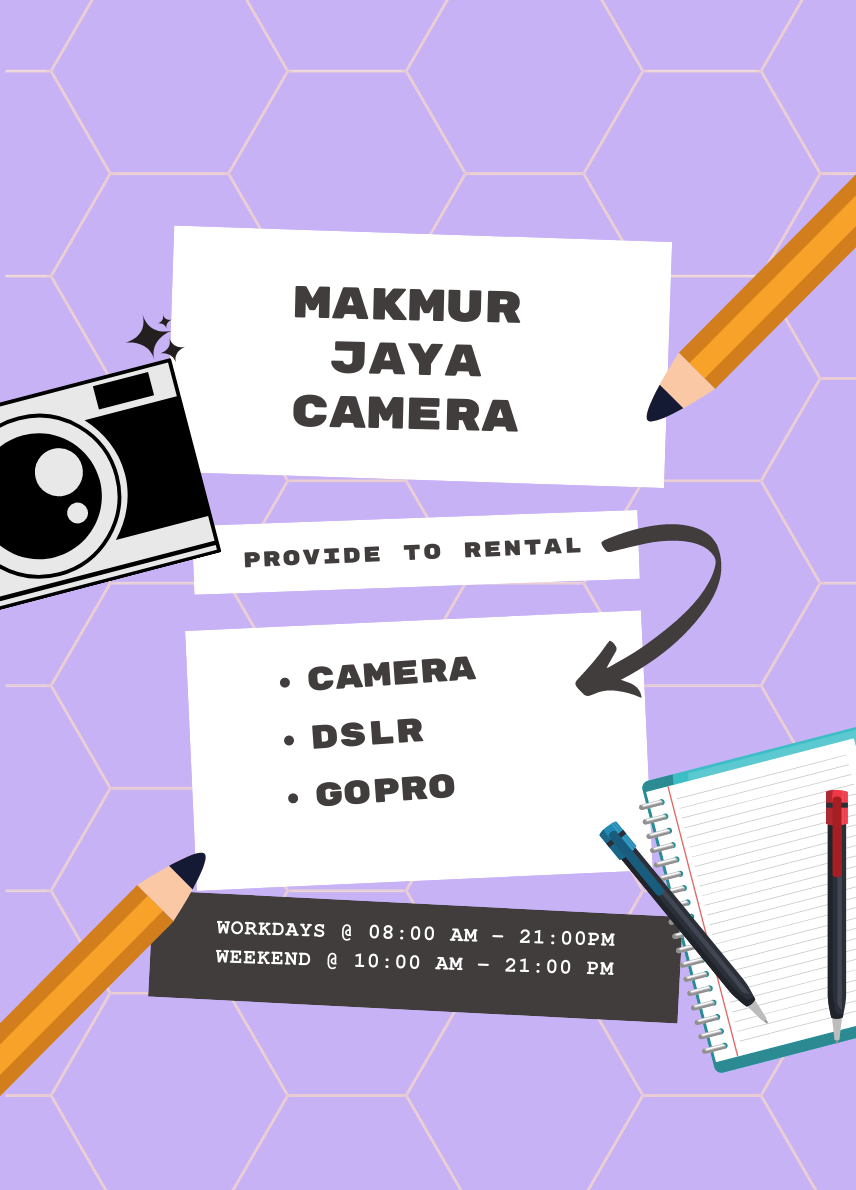 MAKMUR
JAYA
CAMERA
PROVIDE TO RENTAL
• CAMERA
• DSLR
• GOPRO
WORKDAYS @ 08:00 AM – 21:00PM
WEEKEND @ 10:00 AM – 21:00 PM